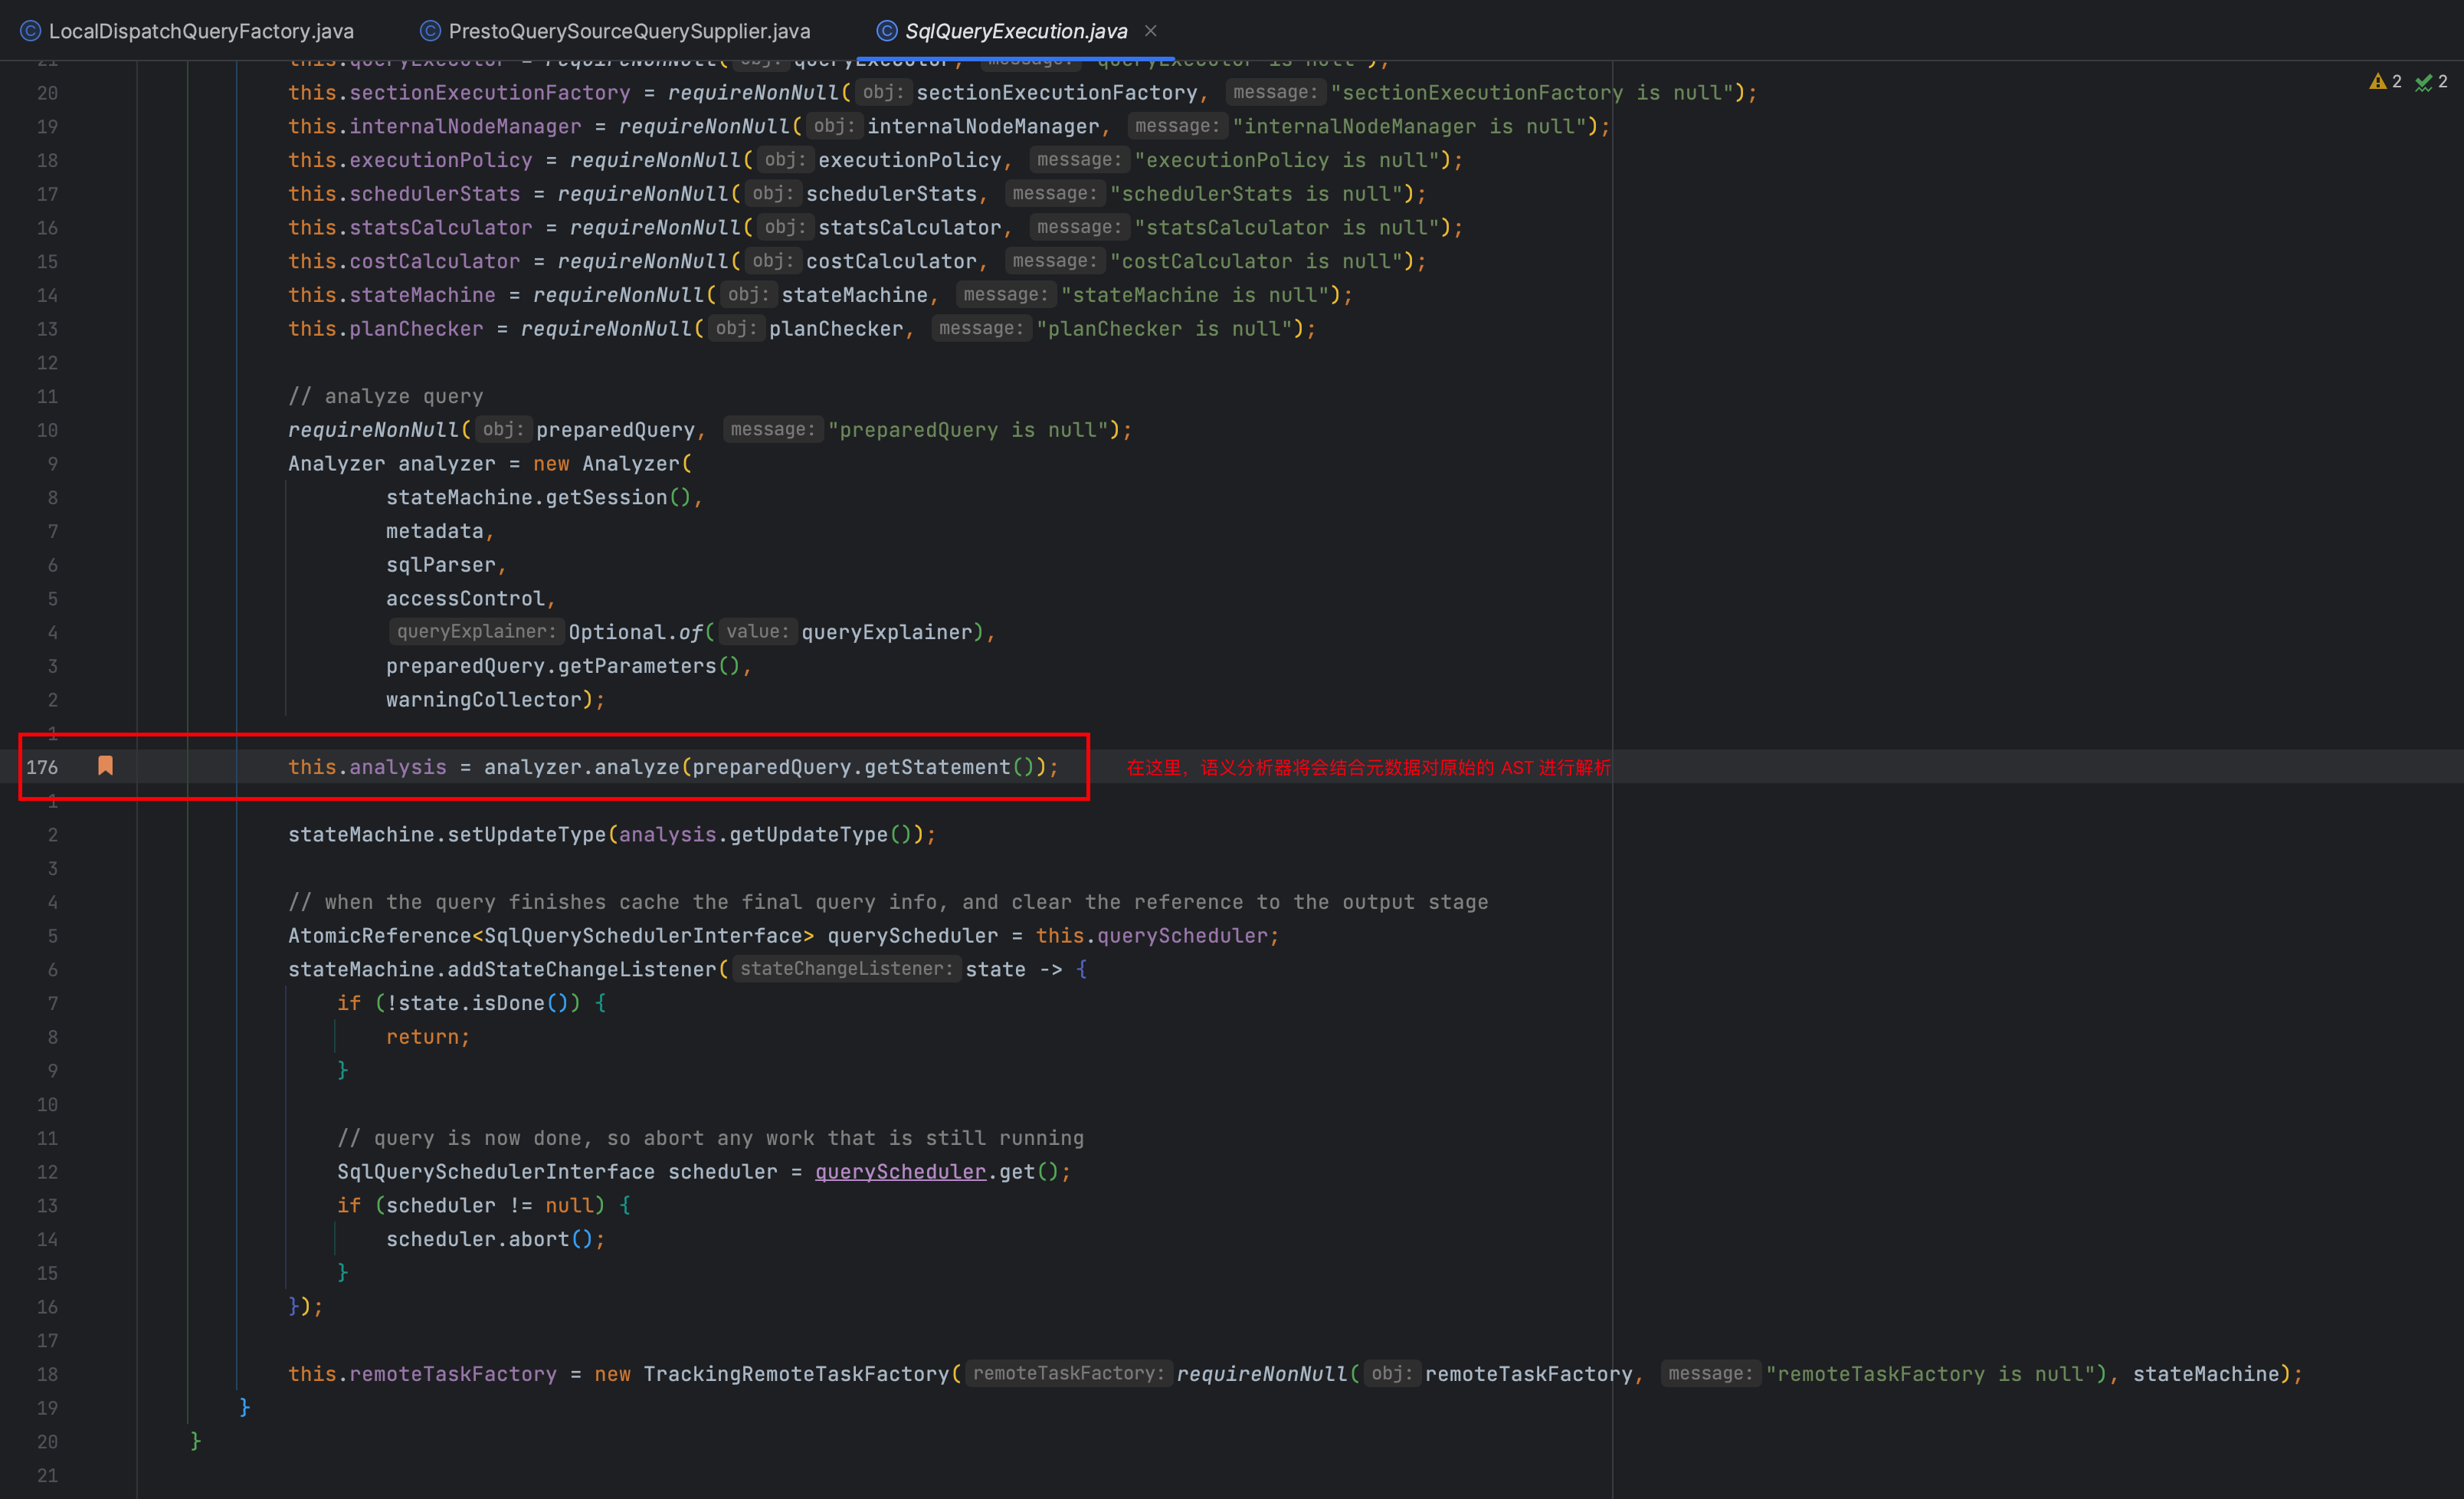 LocalDispatchQueryFactory.java PrestoQuerySourceQuerySupplier.java SqlQueryExecution.java
21 this.queryExecutor = requireNonNull( obj: queryExecutor, message: "queryExecutor is null");
20 this.sectionExecutionFactory = requireNonNull( obj: sectionExecutionFactory, message: "sectionExecutionFactory is null"); 2 2
19 this.internalNodeManager = requireNonNull( obj: internalNodeManager, message: "internalNodeManager is null");
18 this.executionPolicy = requireNonNull( obj: executionPolicy, message: "executionPolicy is null");
17 this.schedulerStats = requireNonNull( obj: schedulerStats, message: "schedulerStats is null");
16 this.statsCalculator = requireNonNull( obj: statsCalculator, message: "statsCalculator is null");
15 this.costCalculator = requireNonNull( obj: costCalculator, message: "costCalculator is null");
14 this.stateMachine = requireNonNull( obj: stateMachine, message: "stateMachine is null");
13 this.planChecker = requireNonNull( obj: planChecker, message: "planChecker is null");
12
11 // analyze query
10 requireNonNull( obj: preparedQuery, message: "preparedQuery is null");
9 Analyzer analyzer = new Analyzer(
8 stateMachine.getSession(),
7 metadata,
6 sqlParser,
5 accessControl,
4 queryExplainer: Optional.of( value: queryExplainer),
3 preparedQuery.getParameters(),
2 warningCollector);
1
176 this.analysis = analyzer.analyze(preparedQuery.getStatement()); 在这里，语义分析器将会结合元数据对原始的 AST 进行解析
1
2 stateMachine.setUpdateType(analysis.getUpdateType());
3
4 // when the query finishes cache the final query info, and clear the reference to the output stage
5 AtomicReference<SqlQuerySchedulerInterface> queryScheduler = this.queryScheduler;
6 stateMachine.addStateChangeListener( stateChangeListener: state -> {
7 if (!state.isDone()) {
8 return;
9 }
10
11 // query is now done, so abort any work that is still running
12 SqlQuerySchedulerInterface scheduler = queryScheduler.get();
13 if (scheduler != null) {
14 scheduler.abort();
15 }
16 });
17
18 this.remoteTaskFactory = new TrackingRemoteTaskFactory( remoteTaskFactory: requireNonNull( obj: remoteTaskFactory, message: "remoteTaskFactory is null"), stateMachine);
19 }
20 }
21